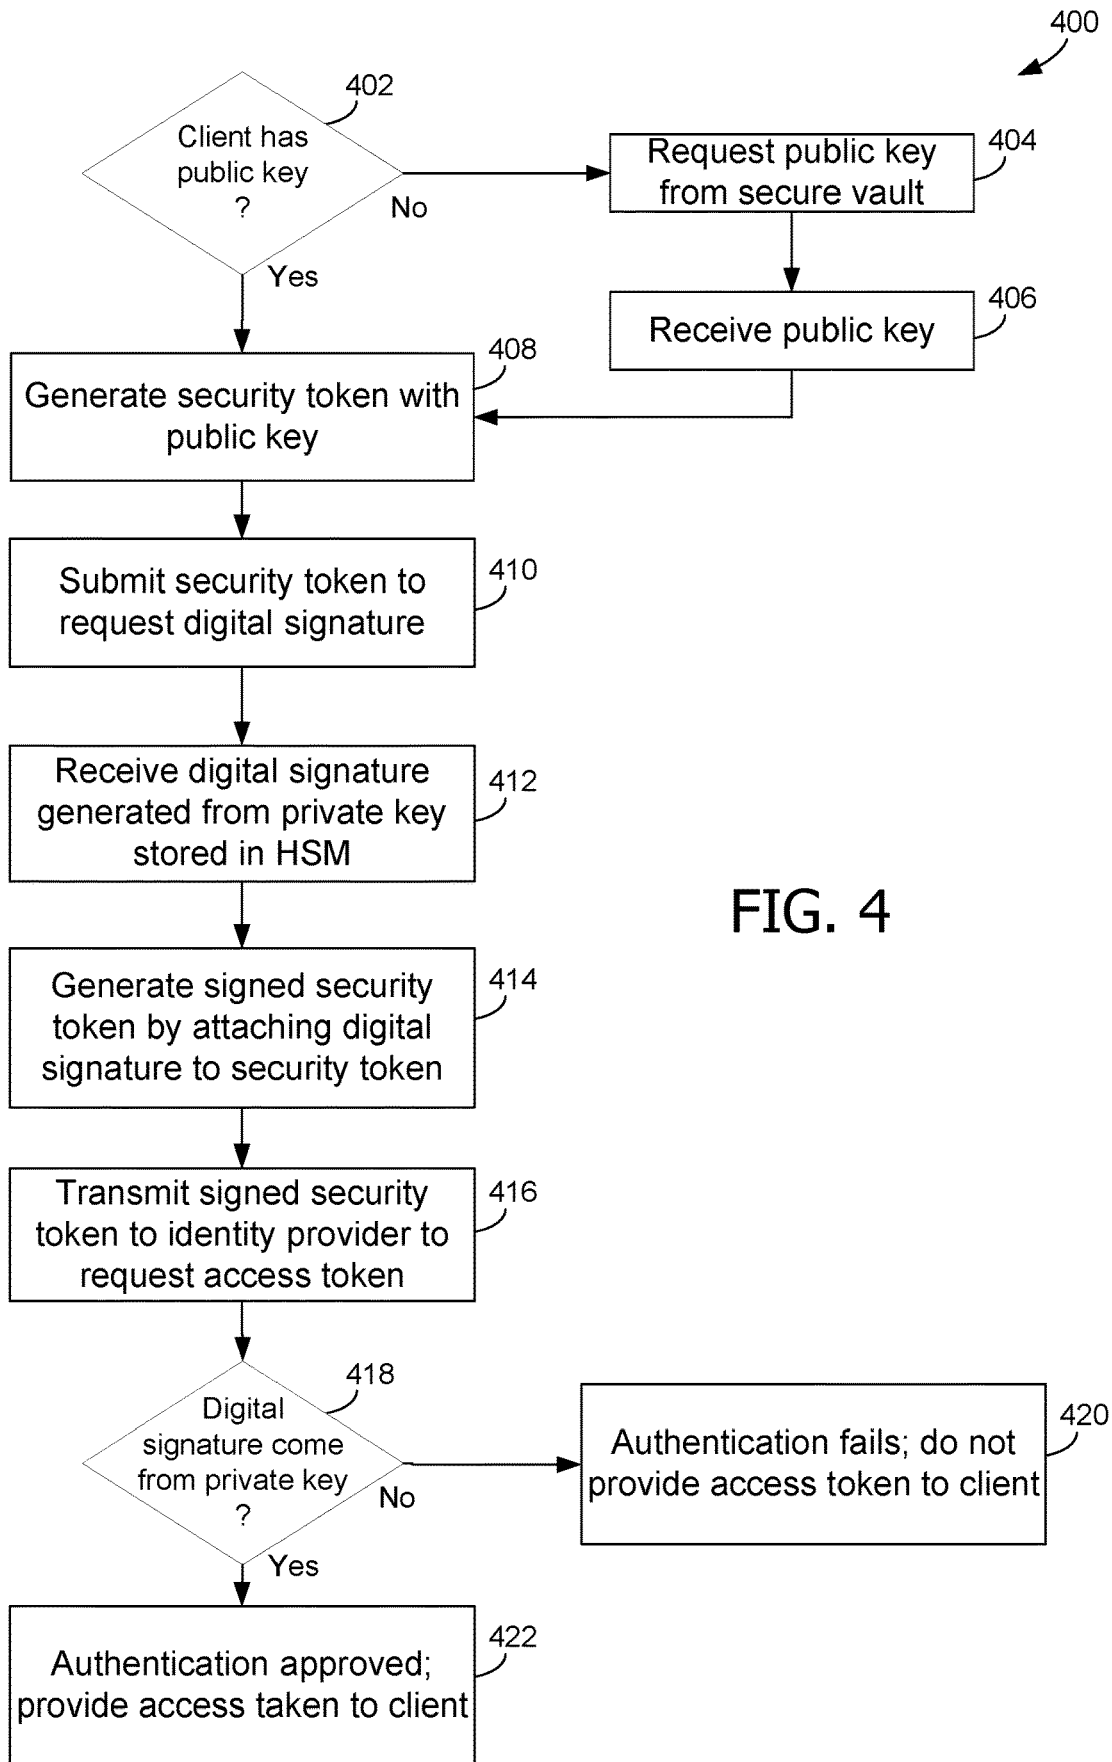 400
402
Client has
public key
?
No
Yes
Request public key
from secure vault
404
Receive public key
406
408
Generate security token with
public key
Submit security token to
request digital signature
410
Receive digital signature
generated from private key
stored in HSM
412
FIG. 4
Generate signed security
token by attaching digital
signature to security token
414
Transmit signed security
token to identity provider to
request access token
416
418
Digital
signature come
from private key
?
No
Yes
Authentication fails; do not
provide access token to client
420
Authentication approved;
provide access taken to client
422